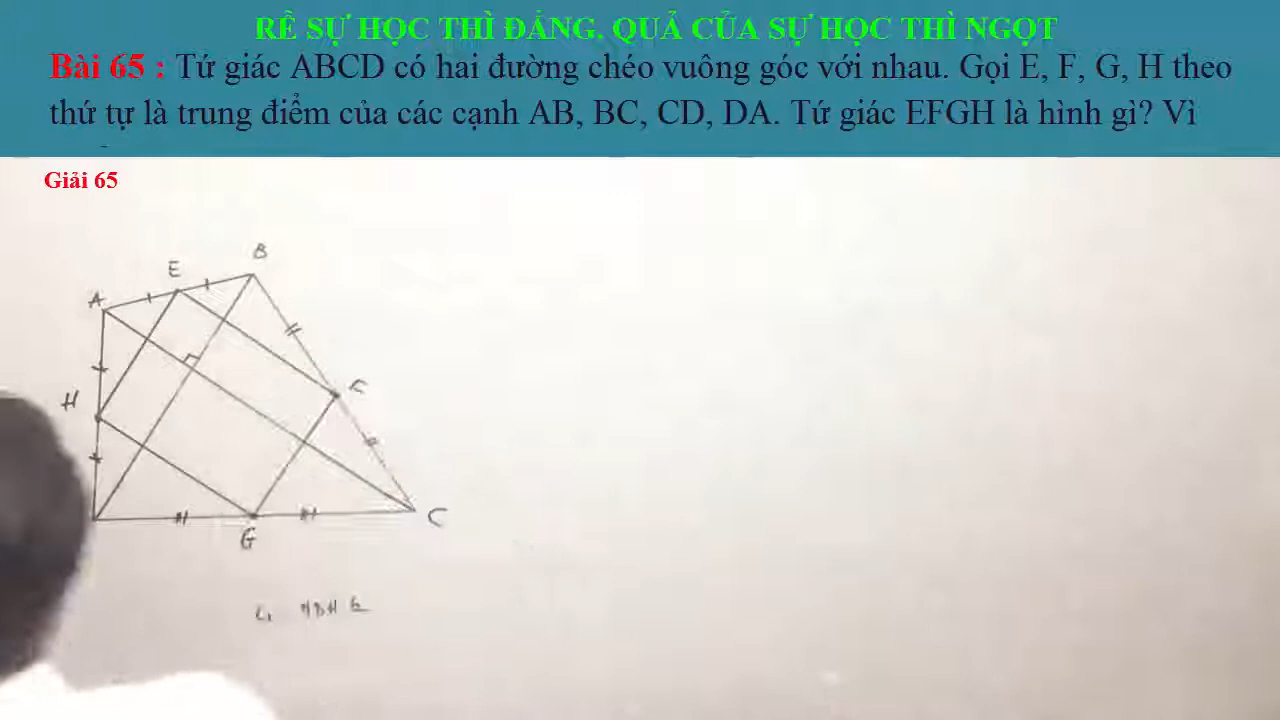 RỄ SỰ HỌC THÌ ĐẮNG, QUẢ CỦA SỰ HỌC THÌ NGỌT
Bài 65 : Tứ giác ABCD có hai đường chéo vuông góc với nhau. Gọi E, F, G, H theo
thứ tự là trung điểm của các cạnh AB, BC, CD, DA. Tứ giác EFGH là hình gì? Vì
Giải 65
B
E
A
H
C
G